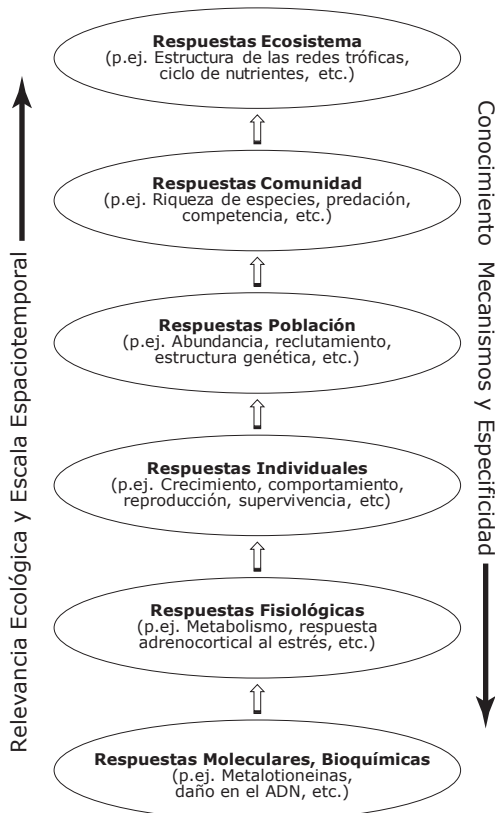 Respuestas Ecosistema
(p.ej. Estructura de las redes tróficas,
ciclo de nutrientes, etc.)
Respuestas Comunidad
(p.ej. Riqueza de especies, predación,
competencia, etc.)
Respuestas Población
(p.ej. Abundancia, reclutamiento,
estructura genética, etc.)
Respuestas Individuales
(p.ej. Crecimiento, comportamiento,
reproducción, supervivencia, etc)
Respuestas Fisiológicas
(p.ej. Metabolismo, respuesta
adrenocortical al estrés, etc.)
Respuestas Moleculares, Bioquímicas
(p.ej. Metalotioneinas,
daño en el ADN, etc.)
Relevancia Ecológica y Escala Espaciotemporal
Conocimiento Mecanismos y Especificidad